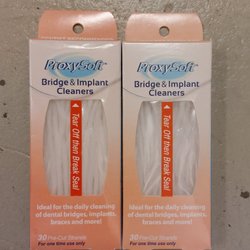 ProxySoft
Bridge & Implant
Cleaners
Tear Off then Break Seal
Ideal for the daily cleaning
of dental bridges, implants,
braces and more!
30 Pre-Cut Strands
For one time use only
ProxySoft
Bridge & Implant
Cleaners
Tear Off then Break Seal
Ideal for the daily cleaning
of dental bridges, implants,
braces and more!
30 Pre-Cut Strands
For one time use only